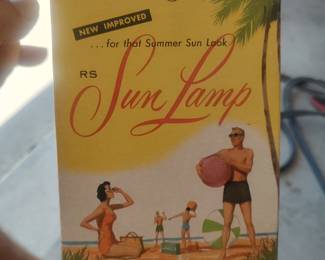 NEW IMPROVED
...for that Summer Sun Look
RS
Sun Lamp